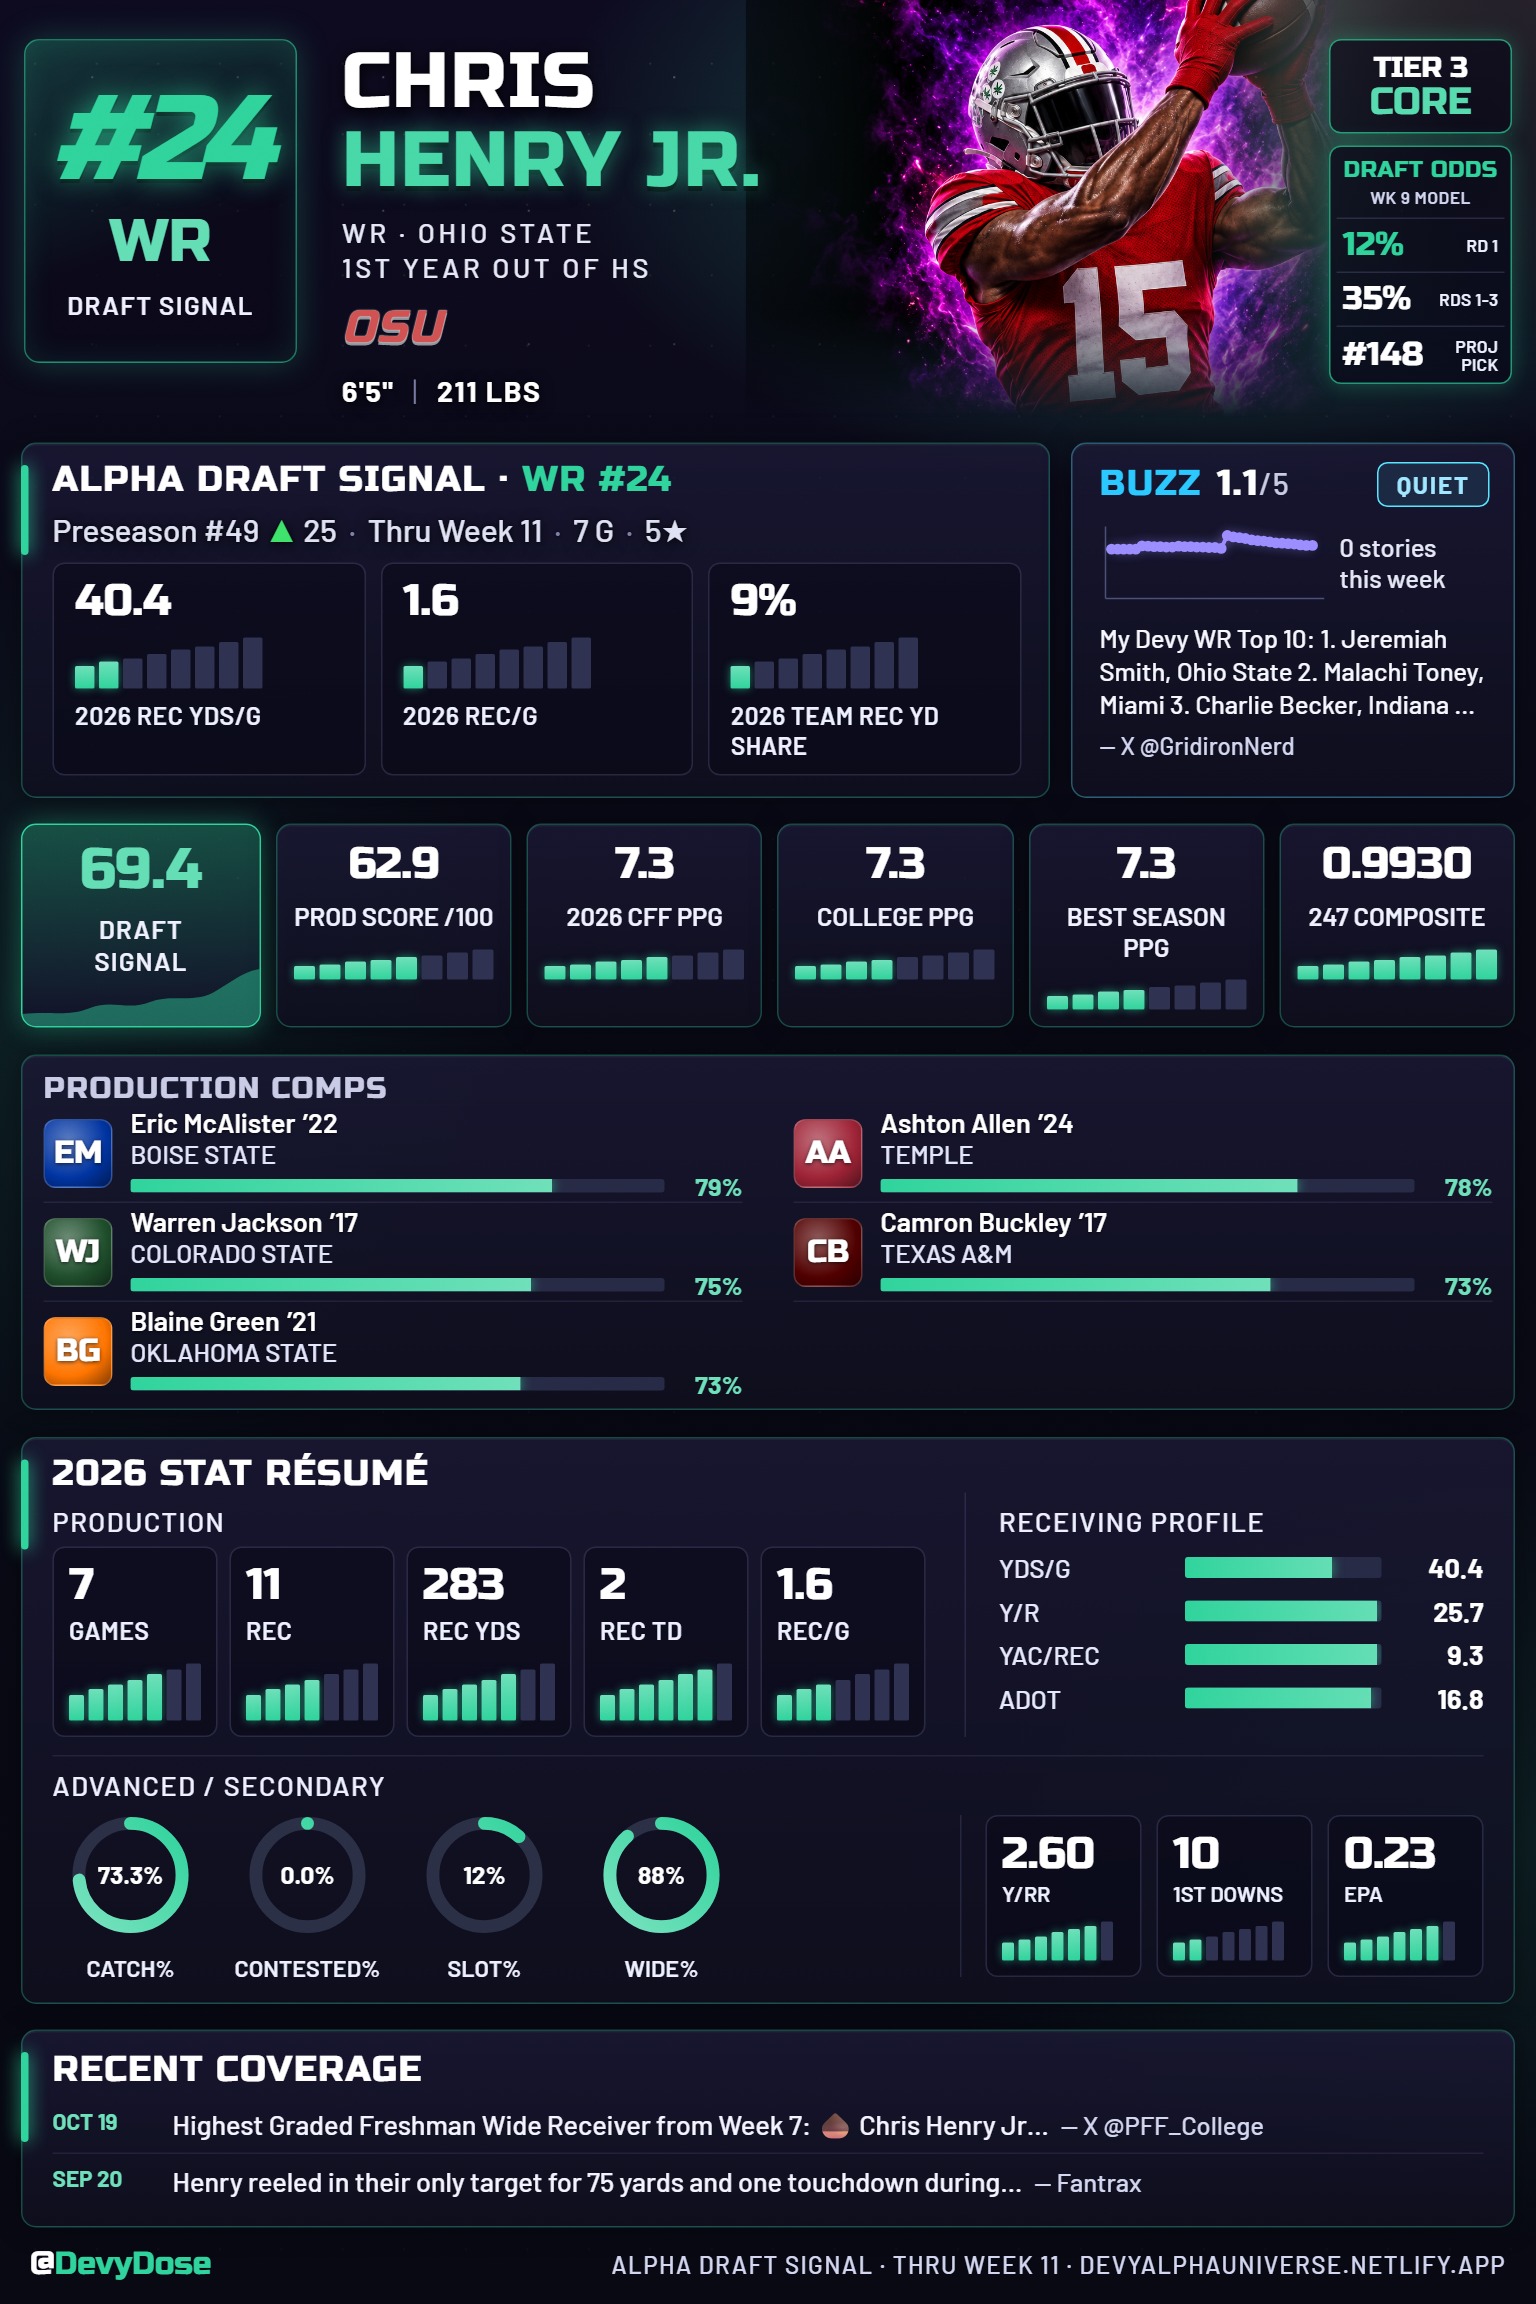 #24
WR
DRAFT SIGNAL
CHRIS
HENRY JR.
WR · OHIO STATE
1ST YEAR OUT OF HS
OSU
6'5" | 211 LBS
15
TIER 3
CORE
DRAFT ODDS
WK 9 MODEL
12% RD 1
35% RDS 1-3
#148 PROJ PICK
ALPHA DRAFT SIGNAL · WR #24
Preseason #49 ▲ 25 · Thru Week 11 · 7 G · 5★
40.4
2026 REC YDS/G
1.6
2026 REC/G
9%
2026 TEAM REC YD
SHARE
BUZZ 1.1/5
QUIET
0 stories
this week
My Devy WR Top 10: 1. Jeremiah
Smith, Ohio State 2. Malachi Toney,
Miami 3. Charlie Becker, Indiana ...
— X @GridironNerd
69.4
DRAFT
SIGNAL
62.9
PROD SCORE /100
7.3
2026 CFF PPG
7.3
COLLEGE PPG
7.3
BEST SEASON
PPG
0.9930
247 COMPOSITE
PRODUCTION COMPS
EM
Eric McAlister ’22
BOISE STATE
79%
AA
Ashton Allen ’24
TEMPLE
78%
WJ
Warren Jackson ’17
COLORADO STATE
75%
CB
Camron Buckley ’17
TEXAS A&M
73%
BG
Blaine Green ’21
OKLAHOMA STATE
73%
2026 STAT RÉSUMÉ
PRODUCTION
7
GAMES
11
REC
283
REC YDS
2
REC TD
1.6
REC/G
RECEIVING PROFILE
YDS/G 40.4
Y/R 25.7
YAC/REC 9.3
ADOT 16.8
ADVANCED / SECONDARY
73.3%
CATCH%
0.0%
CONTESTED%
12%
SLOT%
88%
WIDE%
2.60
Y/RR
10
1ST DOWNS
0.23
EPA
RECENT COVERAGE
OCT 19 Highest Graded Freshman Wide Receiver from Week 7: 🌰 Chris Henry Jr... — X @PFF_College
SEP 20 Henry reeled in their only target for 75 yards and one touchdown during... — Fantrax
@DevyDose
ALPHA DRAFT SIGNAL · THRU WEEK 11 · DEVYALPHAUNIVERSE.NETLIFY.APP